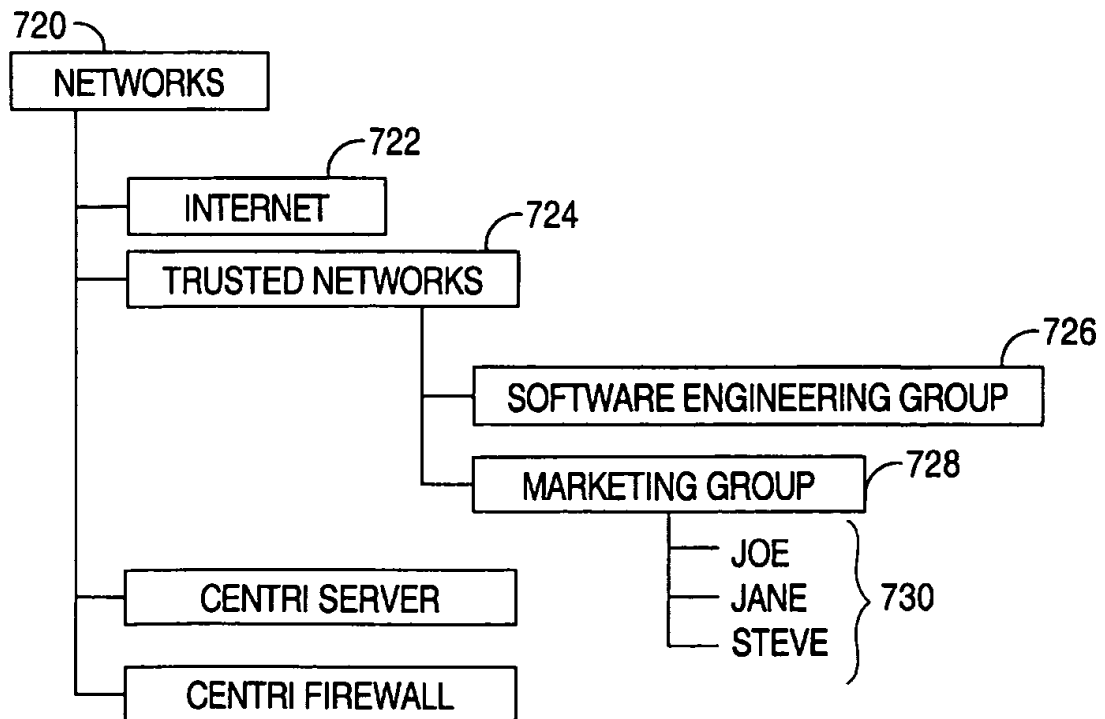 720
NETWORKS
722
INTERNET
724
TRUSTED NETWORKS
726
SOFTWARE ENGINEERING GROUP
728
MARKETING GROUP
JOE
JANE
STEVE
730
CENTRI SERVER
CENTRI FIREWALL